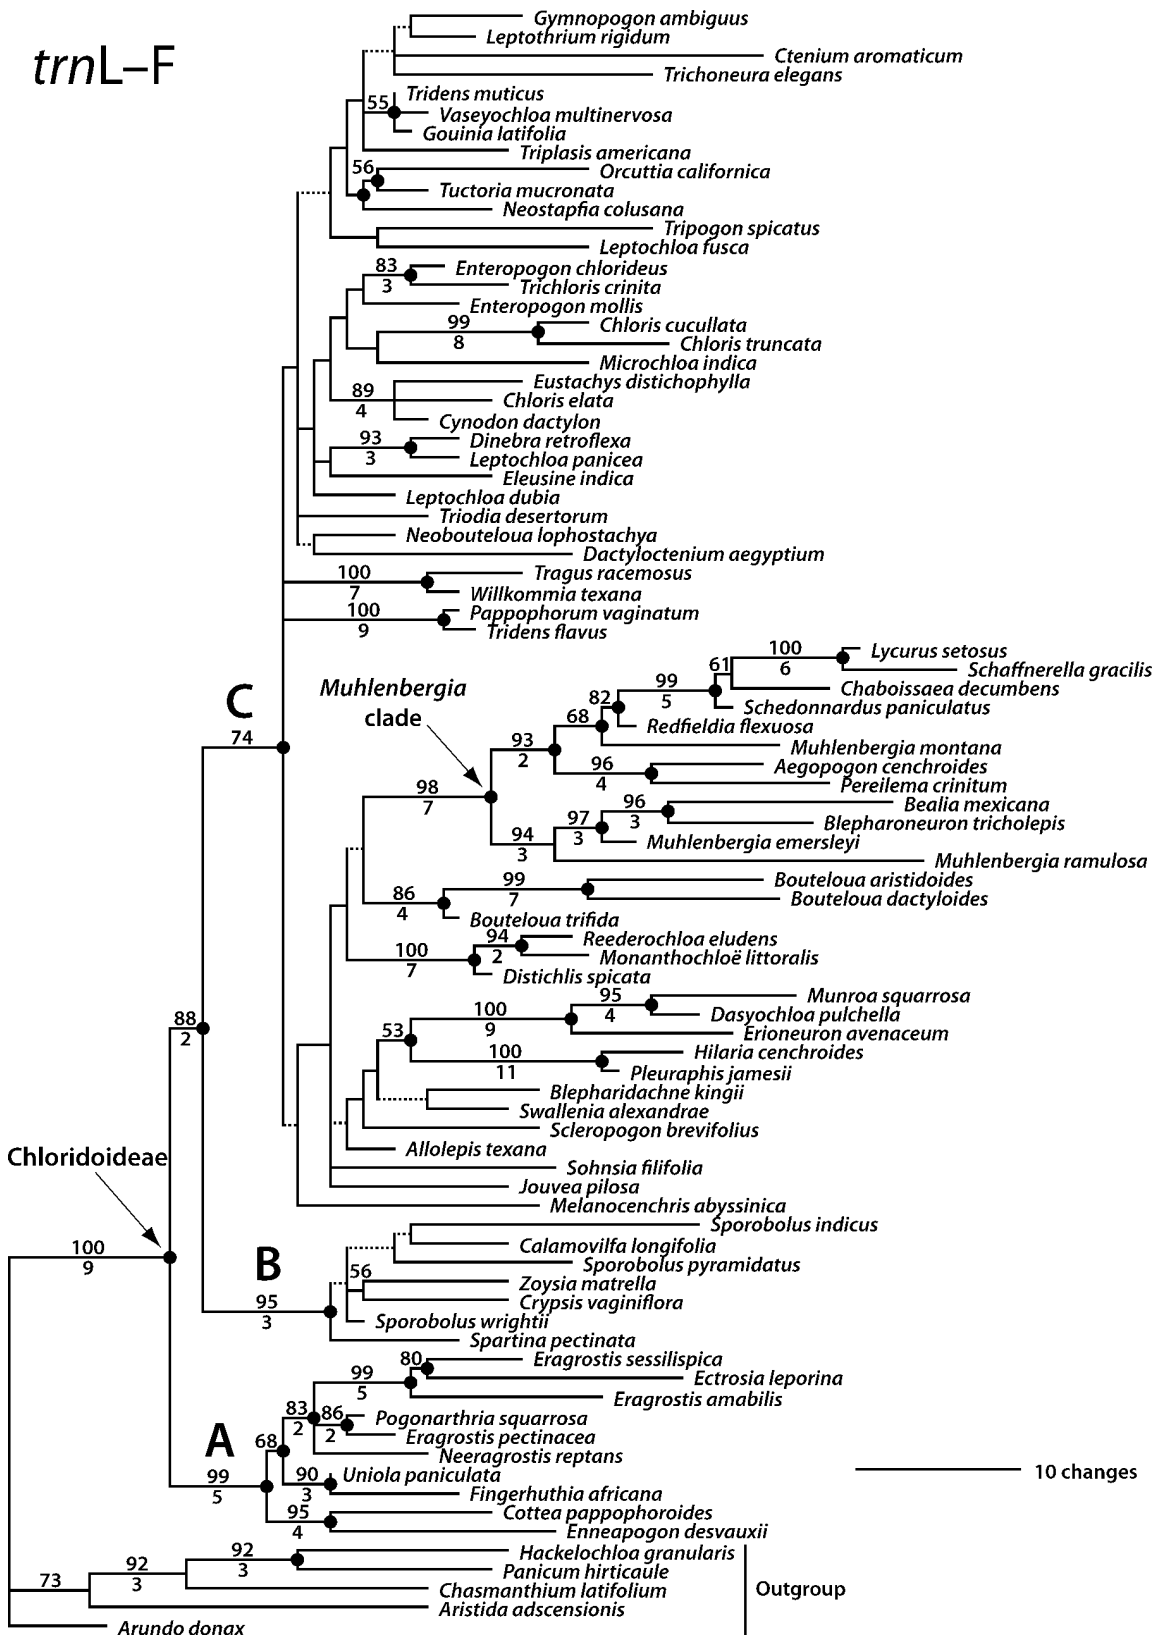 trnL–F
Gymnopogon ambiguus
Leptothrium rigidum
Ctenium aromaticum
Trichoneura elegans
Tridens muticus
55
Vaseyochloa multinervosa
Gouinia latifolia
Triplasis americana
56
Orcuttia californica
Tuctoria mucronata
Neostapfia colusana
Tripogon spicatus
Leptochloa fusca
83
3
Enteropogon chlorideus
Trichloris crinita
Enteropogon mollis
99
8
Chloris cucullata
Chloris truncata
Microchloa indica
Eustachys distichophylla
89
4
Chloris elata
Cynodon dactylon
93
3
Dinebra retroflexa
Leptochloa panicea
Eleusine indica
Leptochloa dubia
Triodia desertorum
Neobouteloua lophostachya
Dactyloctenium aegyptium
100
7
Tragus racemosus
Willkommia texana
100
9
Pappophorum vaginatum
Tridens flavus
C
74
Muhlenbergia
clade
100
6
Lycurus setosus
Schaffnerella gracilis
61
Chaboissaea decumbens
99
5
Schedonnardus paniculatus
82
Redfieldia flexuosa
68
Muhlenbergia montana
93
2
96
4
Aegopogon cenchroides
Pereilema crinitum
98
7
96
3
Bealia mexicana
Blepharoneuron tricholepis
97
3
Muhlenbergia emersleyi
94
3
Muhlenbergia ramulosa
99
7
Bouteloua aristidoides
Bouteloua dactyloides
86
4
Bouteloua trifida
94
2
Reederochloa eludens
Monanthochloë littoralis
100
7
Distichlis spicata
95
4
Munroa squarrosa
Dasyochloa pulchella
100
9
Erioneuron avenaceum
53
100
11
Hilaria cenchroides
Pleuraphis jamesii
Blepharidachne kingii
Swallenia alexandrae
Scleropogon brevifolius
Allolepis texana
Sohnsia filifolia
Jouvea pilosa
Melanocenchris abyssinica
88
2
Chloridoideae
100
9
B
95
3
Sporobolus indicus
Calamovilfa longifolia
Sporobolus pyramidatus
56
Zoysia matrella
Crypsis vaginiflora
Sporobolus wrightii
Spartina pectinata
80
Eragrostis sessilispica
Ectrosia leporina
99
5
Eragrostis amabilis
83
2
86
2
Pogonarthria squarrosa
Eragrostis pectinacea
Neeragrostis reptans
A
68
99
5
90
3
Uniola paniculata
Fingerhuthia africana
95
4
Cottea pappophoroides
Enneapogon desvauxii
10 changes
92
3
Hackelochloa granularis
Panicum hirticaule
92
3
Chasmanthium latifolium
73
Aristida adscensionis
Outgroup
Arundo donax